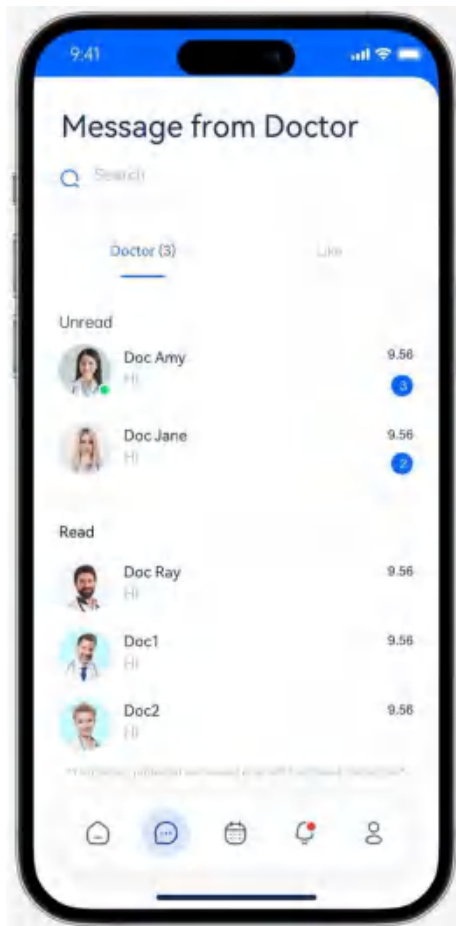 9:41
Message from Doctor
Search
Doctor (3)
Like
Unread
Doc Amy
9.56
Hi
3
Doc Jane
9.56
Hi
2
Read
Doc Ray
9.56
Hi
Doc1
9.56
Hi
Doc2
9.56
Hi